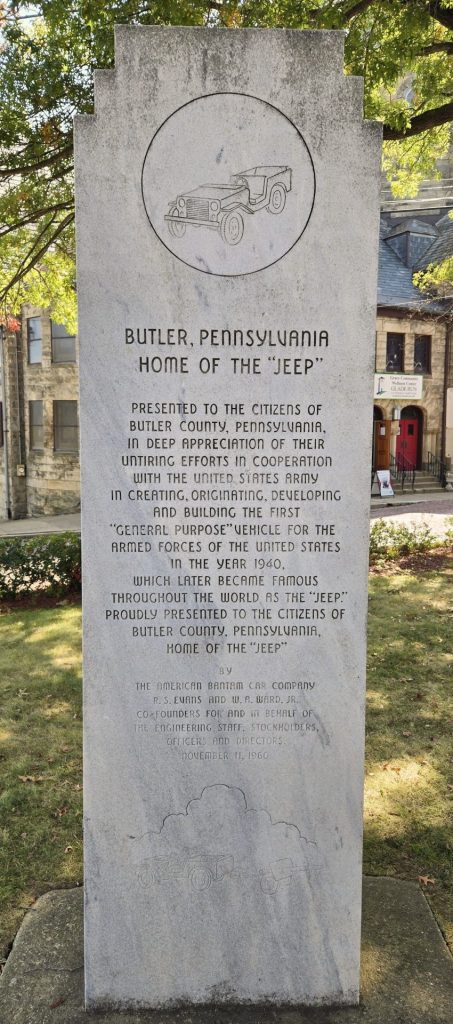 BUTLER, PENNSYLVANIA
HOME OF THE "JEEP"
PRESENTED TO THE CITIZENS OF
BUTLER COUNTY, PENNSYLVANIA,
IN DEEP APPRECIATION OF THEIR
UNTIRING EFFORTS IN COOPERATION
WITH THE UNITED STATES ARMY
IN CREATING, ORIGINATING, DEVELOPING
AND BUILDING THE FIRST
"GENERAL PURPOSE" VEHICLE FOR THE
ARMED FORCES OF THE UNITED STATES
IN THE YEAR 1940,
WHICH LATER BECAME FAMOUS
THROUGHOUT THE WORLD AS THE "JEEP."
PROUDLY PRESENTED TO THE CITIZENS OF
BUTLER COUNTY, PENNSYLVANIA,
HOME OF THE "JEEP"
BY
THE AMERICAN BANTAM CAR COMPANY
R. S. EVANS AND W. A. WARD, JR.
CO-FOUNDERS FOR AND IN BEHALF OF
THE ENGINEERING STAFF, STOCKHOLDERS,
OFFICERS AND DIRECTORS.
NOVEMBER 11, 1960
Grace Community
Wellness Center